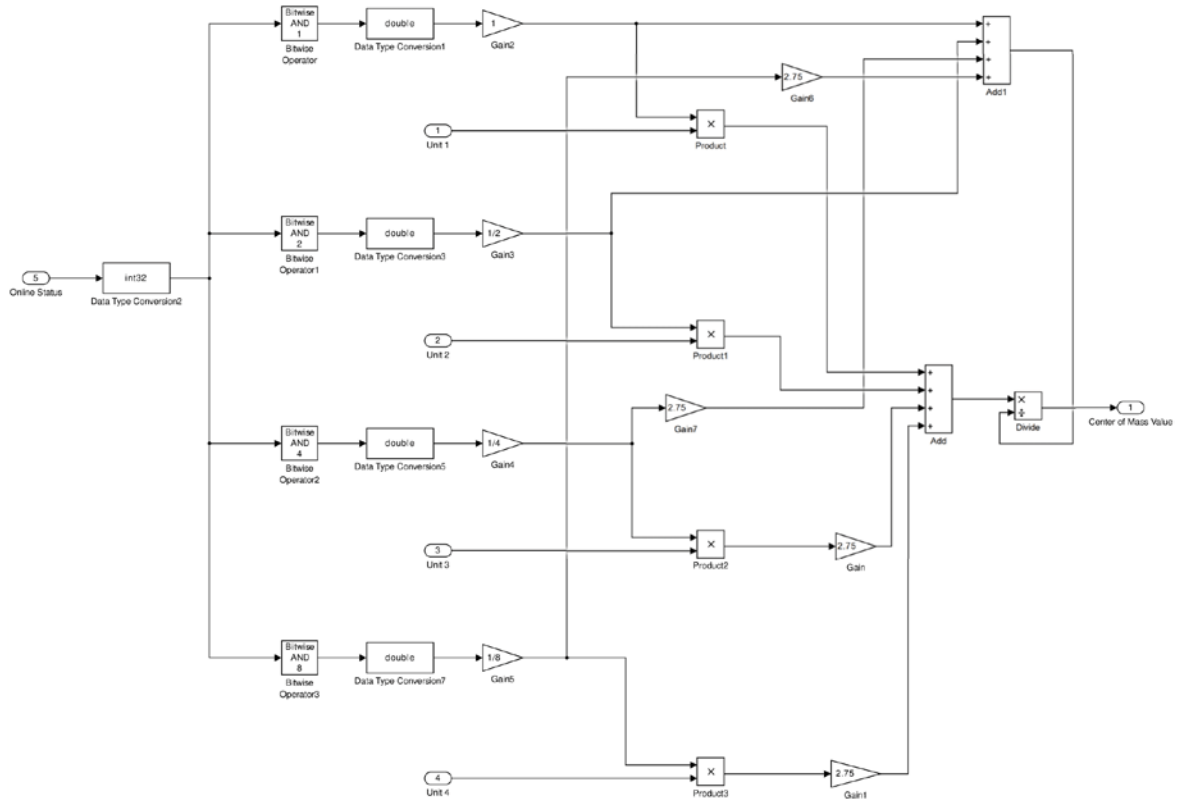 Bitwise
AND
1
Bitwise
Operator
double
Data Type Conversion1
1
Gain2
+
+
+
+
Add1
2.75
Gain6
1
Unit 1
×
Product
Bitwise
AND
2
Bitwise
Operator1
double
Data Type Conversion3
1/2
Gain3
5
Online Status
int32
Data Type Conversion2
2
Unit 2
×
Product1
+
+
+
+
Add
×
÷
Divide
1
Center of Mass Value
2.75
Gain7
Bitwise
AND
4
Bitwise
Operator2
double
Data Type Conversion5
1/4
Gain4
3
Unit 3
×
Product2
2.75
Gain
Bitwise
AND
8
Bitwise
Operator3
double
Data Type Conversion7
1/8
Gain5
4
Unit 4
×
Product3
2.75
Gain1